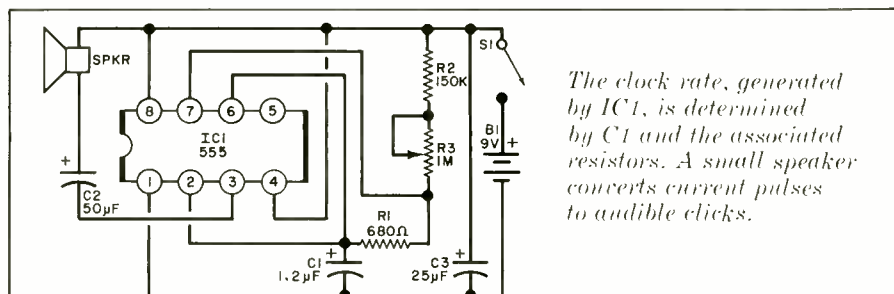 SPKR
S1
R2
150K
8
7
6
5
IC1
555
R3
1M
B1
9V
+
+
1
2
3
4
C2
50µF
R1
680Ω
+
C1
1.2µF
+
C3
25µF
The clock rate, generated
by IC1, is determined
by C1 and the associated
resistors. A small speaker
converts current pulses
to audible clicks.